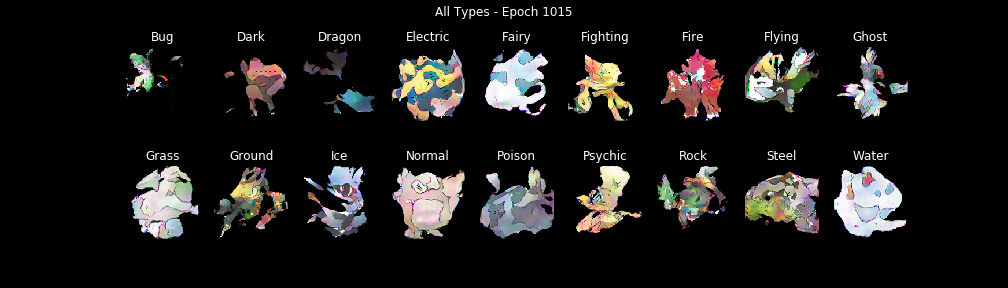 All Types - Epoch 1015
Bug Dark Dragon Electric Fairy Fighting Fire Flying Ghost
Grass Ground Ice Normal Poison Psychic Rock Steel Water